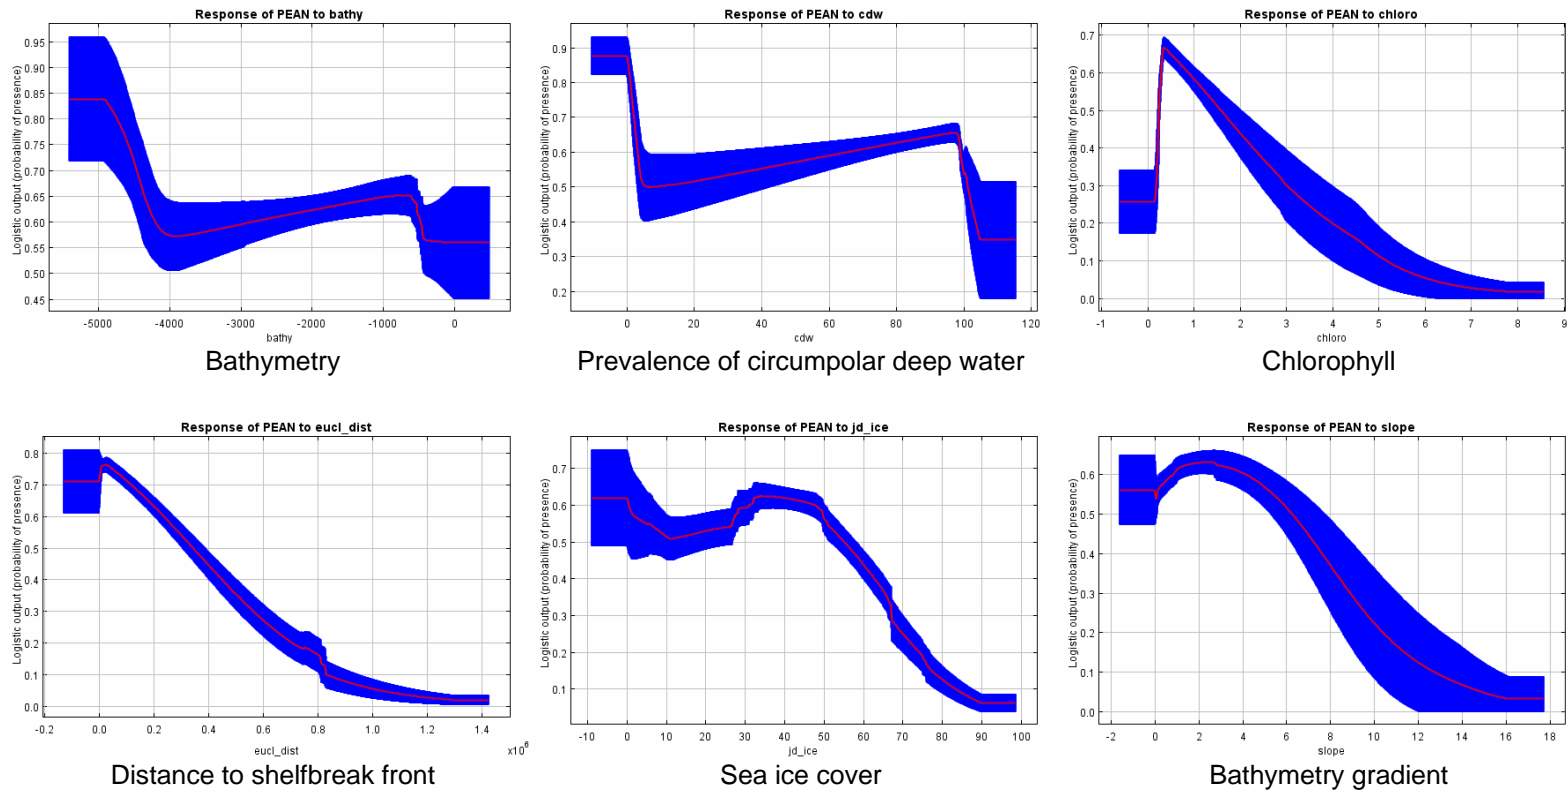 Response of PEAN to bathy
Logistic output (probability of presence)
0.95
0.90
0.85
0.80
0.75
0.70
0.65
0.60
0.55
0.50
0.45
-5000 -4000 -3000 -2000 -1000 0
bathy
Bathymetry
Response of PEAN to cdw
Logistic output (probability of presence)
0.9
0.8
0.7
0.6
0.5
0.4
0.3
0.2
0 20 40 60 80 100 120
cdw
Prevalence of circumpolar deep water
Response of PEAN to chloro
Logistic output (probability of presence)
0.7
0.6
0.5
0.4
0.3
0.2
0.1
0.0
-1 0 1 2 3 4 5 6 7 8 9
chloro
Chlorophyll
Response of PEAN to eucl_dist
Logistic output (probability of presence)
0.8
0.7
0.6
0.5
0.4
0.3
0.2
0.1
0.0
-0.2 0.0 0.2 0.4 0.6 0.8 1.0 1.2 1.4
eucl_dist
x10⁶
Distance to shelfbreak front
Response of PEAN to jd_ice
Logistic output (probability of presence)
0.7
0.6
0.5
0.4
0.3
0.2
0.1
-10 0 10 20 30 40 50 60 70 80 90 100
jd_ice
Sea ice cover
Response of PEAN to slope
Logistic output (probability of presence)
0.6
0.5
0.4
0.3
0.2
0.1
0.0
-2 0 2 4 6 8 10 12 14 16 18
slope
Bathymetry gradient